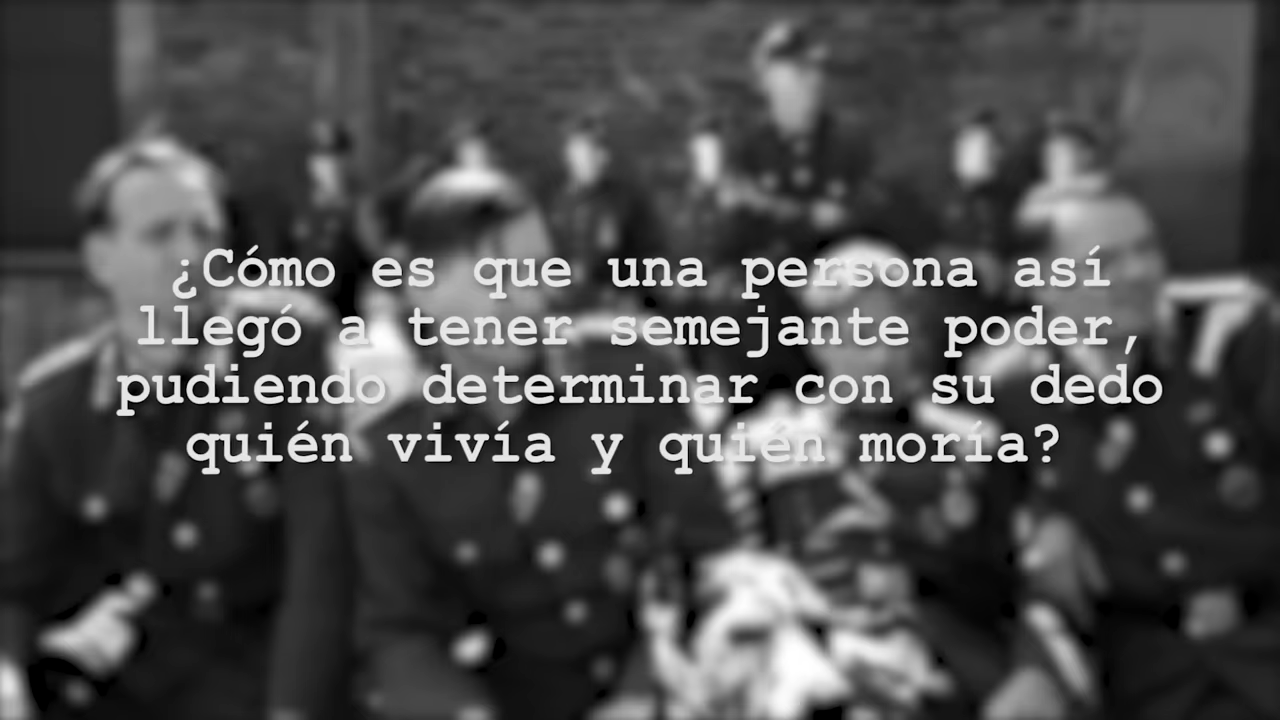 ¿Cómo es que una persona así
llegó a tener semejante poder,
pudiendo determinar con su dedo
quién vivía y quién moría?